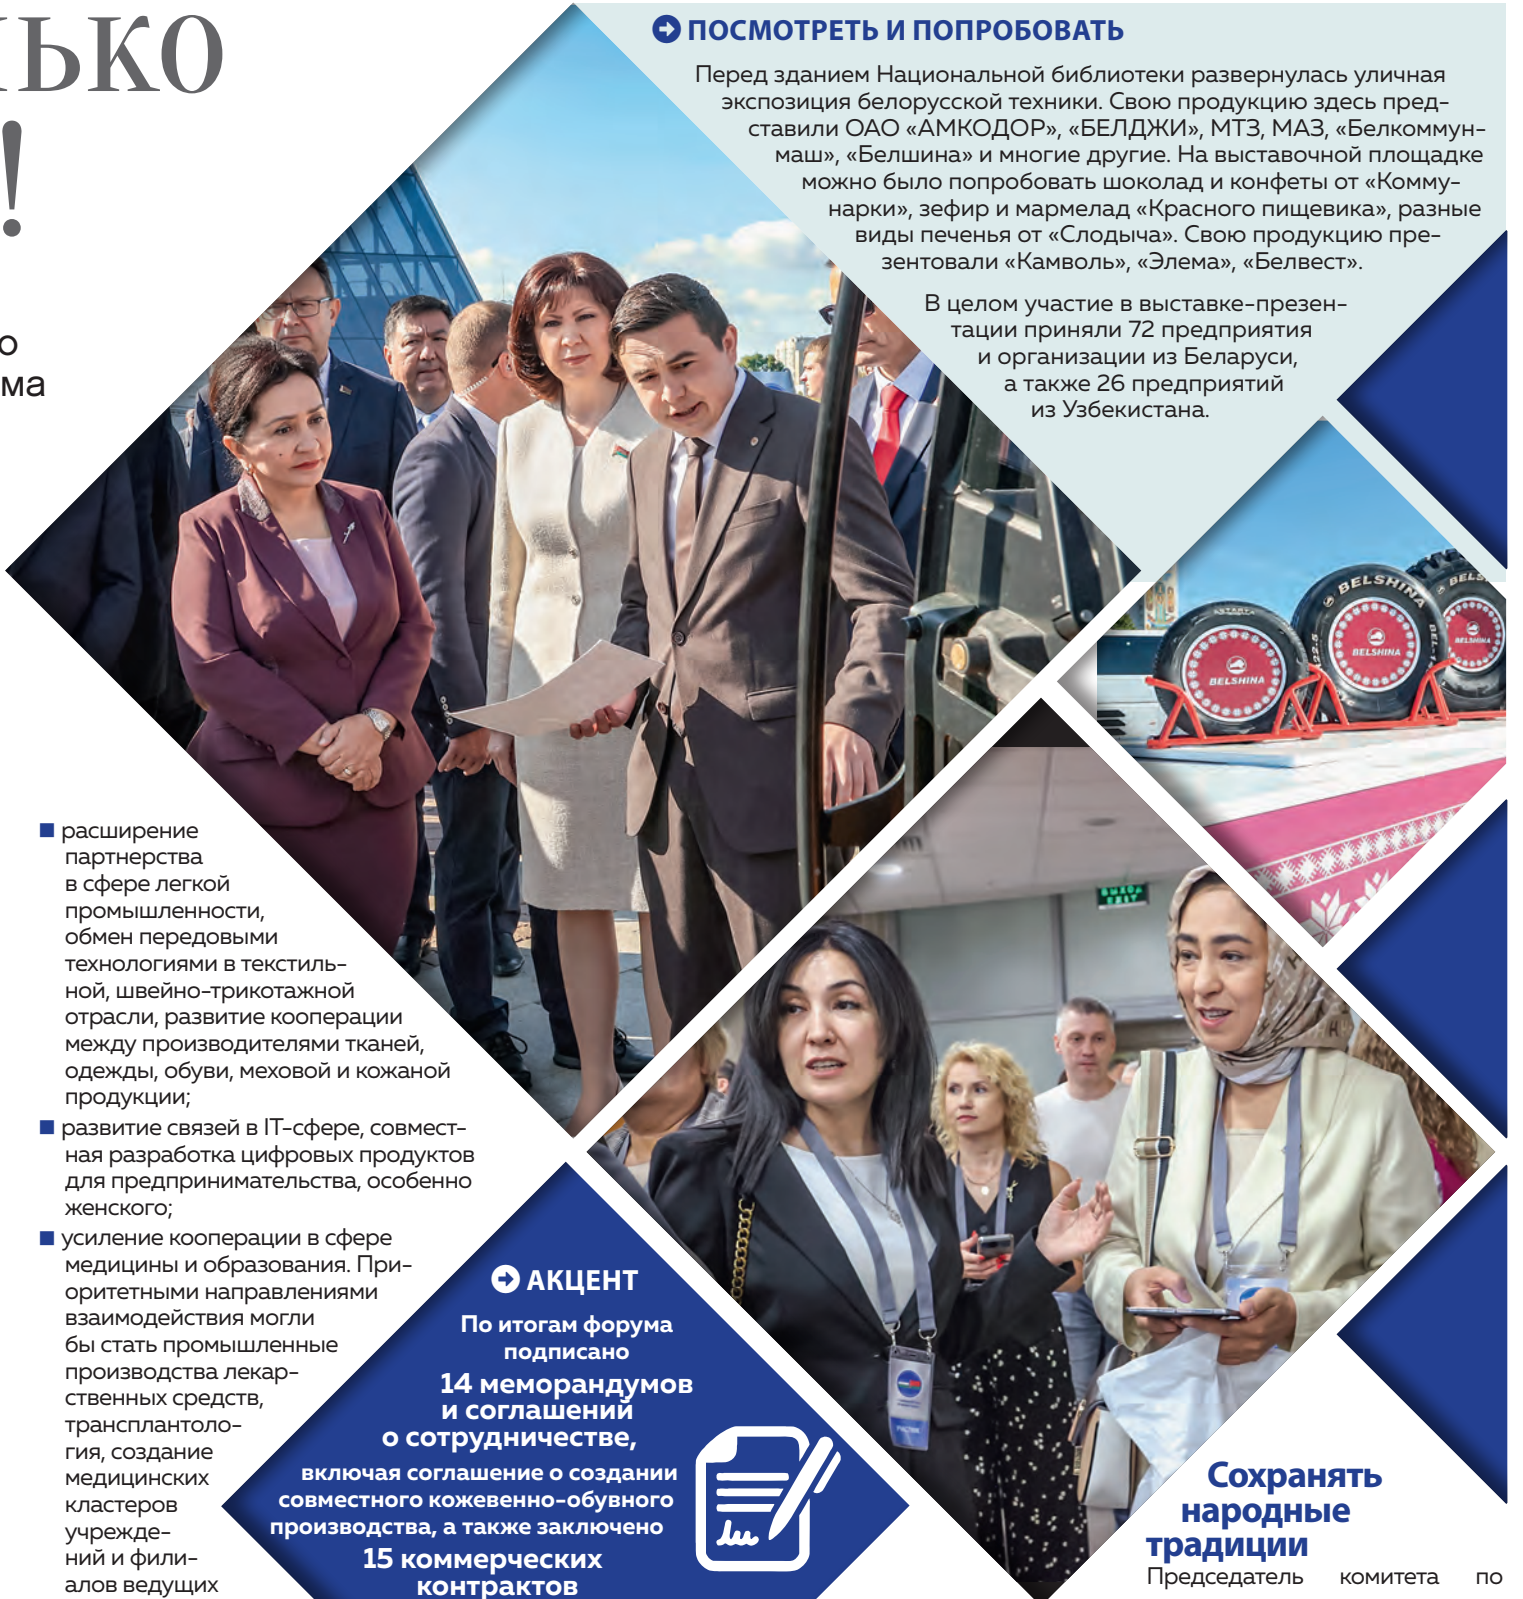 ЬКО
!
о
ма
ПОСМОТРЕТЬ И ПОПРОБОВАТЬ
Перед зданием Национальной библиотеки развернулась уличная
экспозиция белорусской техники. Свою продукцию здесь пред-
ставили ОАО «АМКОДОР», «БЕЛДЖИ», МТЗ, МАЗ, «Белкоммун-
маш», «Белшина» и многие другие. На выставочной площадке
можно было попробовать шоколад и конфеты от «Комму-
нарки», зефир и мармелад «Красного пищевика», разные
виды печенья от «Слодыча». Свою продукцию пре-
зентовали «Камволь», «Элема», «Белвест».
В целом участие в выставке-презен-
тации приняли 72 предприятия
и организации из Беларуси,
а также 26 предприятий
из Узбекистана.
BELSHINA
BELSHINA
BELSHINA
BELSHINA
ВЫХОД
EXIT
расширение
партнерства
в сфере легкой
промышленности,
обмен передовыми
технологиями в текстиль-
ной, швейно-трикотажной
отрасли, развитие кооперации
между производителями тканей,
одежды, обуви, меховой и кожаной
продукции;
развитие связей в IT-сфере, совмест-
ная разработка цифровых продуктов
для предпринимательства, особенно
женского;
усиление кооперации в сфере
медицины и образования. При-
оритетными направлениями
взаимодействия могли
бы стать промышленные
производства лекар-
ственных средств,
трансплантоло-
гия, создание
медицинских
кластеров
учрежде-
ний и фили-
алов ведущих
АКЦЕНТ
По итогам форума
подписано
14 меморандумов
и соглашений
о сотрудничестве,
включая соглашение о создании
совместного кожевенно-обувного
производства, а также заключено
15 коммерческих
контрактов
Сохранять
народные
традиции
Председатель комитета по